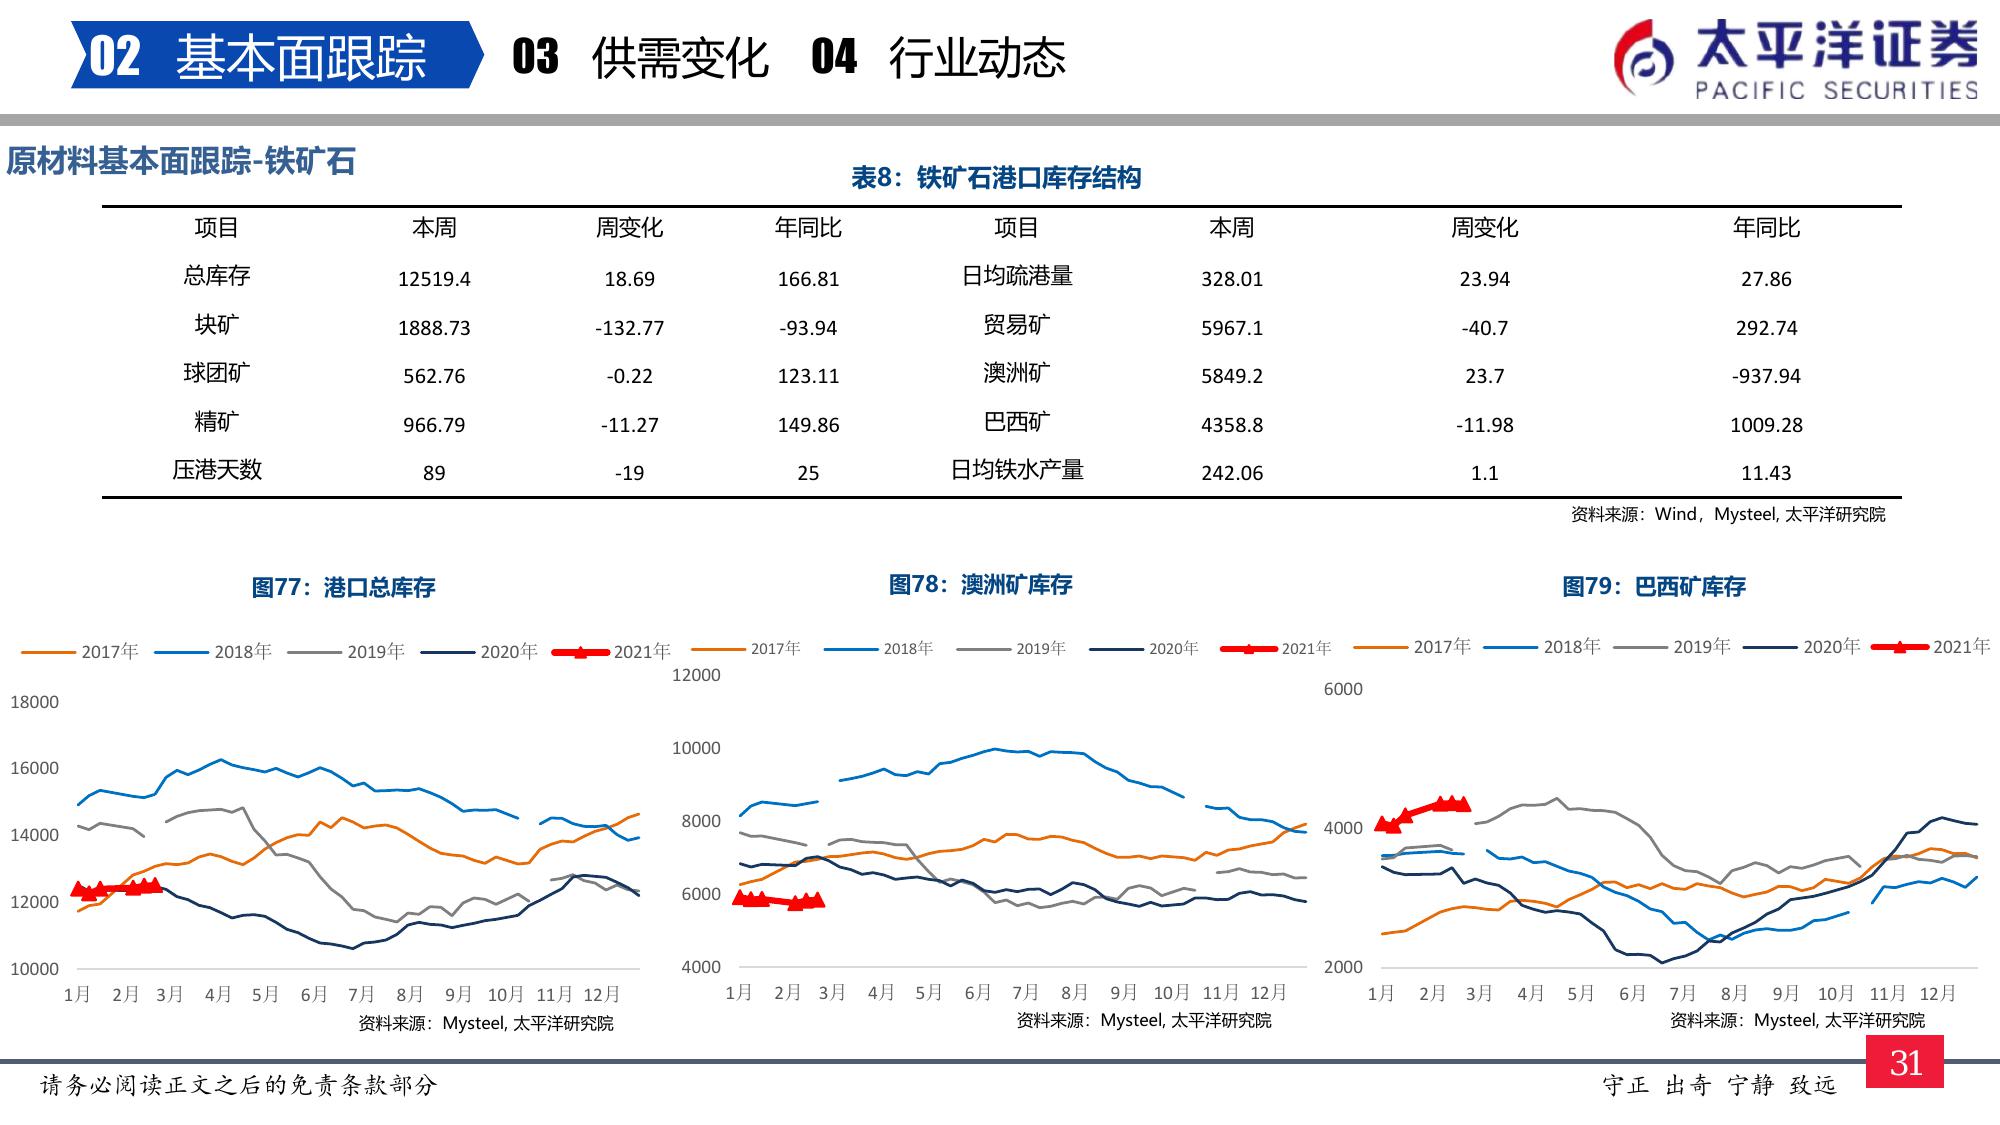 02 基本面跟踪 03 供需变化 04 行业动态
太平洋证券
PACIFIC SECURITIES
原材料基本面跟踪-铁矿石
表8：铁矿石港口库存结构
项目 本周 周变化 年同比 项目 本周 周变化 年同比
总库存 12519.4 18.69 166.81 日均疏港量 328.01 23.94 27.86
块矿 1888.73 -132.77 -93.94 贸易矿 5967.1 -40.7 292.74
球团矿 562.76 -0.22 123.11 澳洲矿 5849.2 23.7 -937.94
精矿 966.79 -11.27 149.86 巴西矿 4358.8 -11.98 1009.28
压港天数 89 -19 25 日均铁水产量 242.06 1.1 11.43
资料来源：Wind，Mysteel, 太平洋研究院
图77：港口总库存
2017年 2018年 2019年 2020年 2021年
18000
16000
14000
12000
10000
1月 2月 3月 4月 5月 6月 7月 8月 9月 10月 11月 12月
资料来源：Mysteel, 太平洋研究院
图78：澳洲矿库存
2017年 2018年 2019年 2020年 2021年
12000
10000
8000
6000
4000
1月 2月 3月 4月 5月 6月 7月 8月 9月 10月 11月 12月
资料来源：Mysteel, 太平洋研究院
图79：巴西矿库存
2017年 2018年 2019年 2020年 2021年
6000
4000
2000
1月 2月 3月 4月 5月 6月 7月 8月 9月 10月 11月 12月
资料来源：Mysteel, 太平洋研究院
请务必阅读正文之后的免责条款部分
守正 出奇 宁静 致远
31